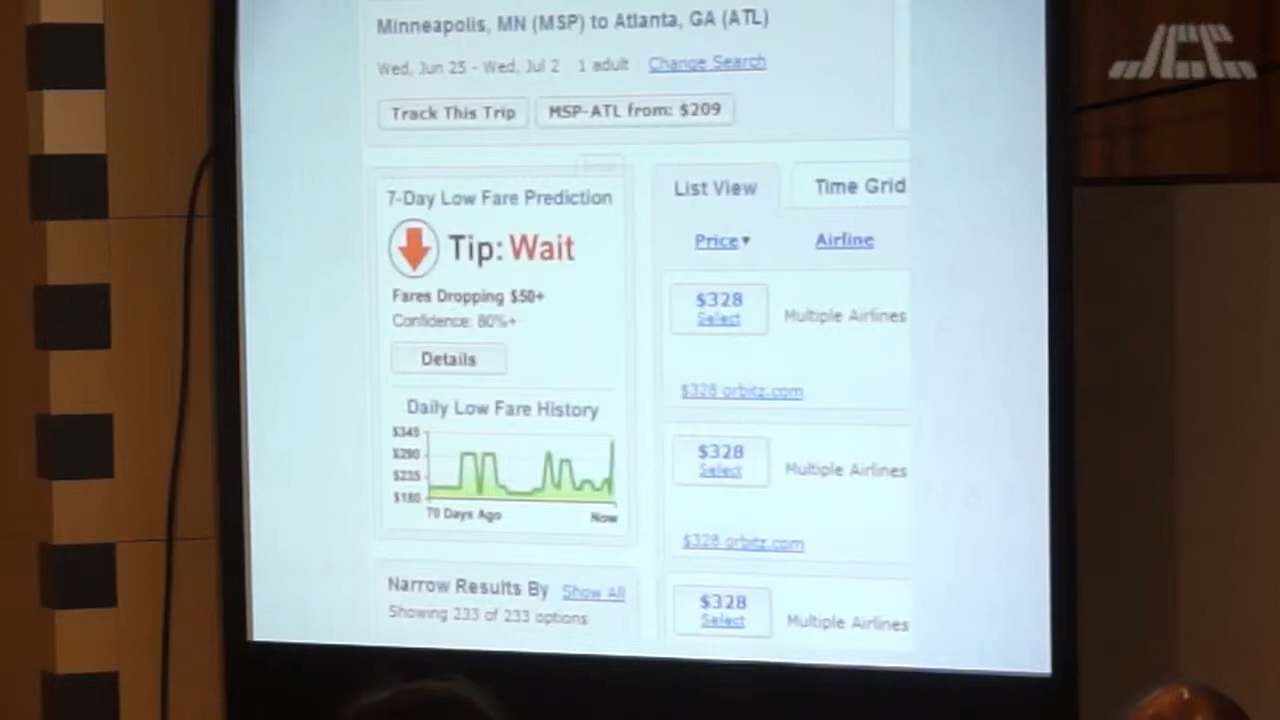 Minneapolis, MN (MSP) to Atlanta, GA (ATL)
Wed, Jun 25 - Wed, Jul 2 1 adult Change Search
Track This Trip MSP-ATL from: $209
7-Day Low Fare Prediction
Tip: Wait
Fares Dropping $50+
Confidence: 80%+
Details
Daily Low Fare History
$345
$290
$235
$180
70 Days Ago Now
Narrow Results By Show All
Showing 233 of 233 options
List View Time Grid
Price Airline
$328
Select
Multiple Airlines
$328 orbitz.com
$328
Select
Multiple Airlines
$328 orbitz.com
$328
Select
Multiple Airlines
JCC